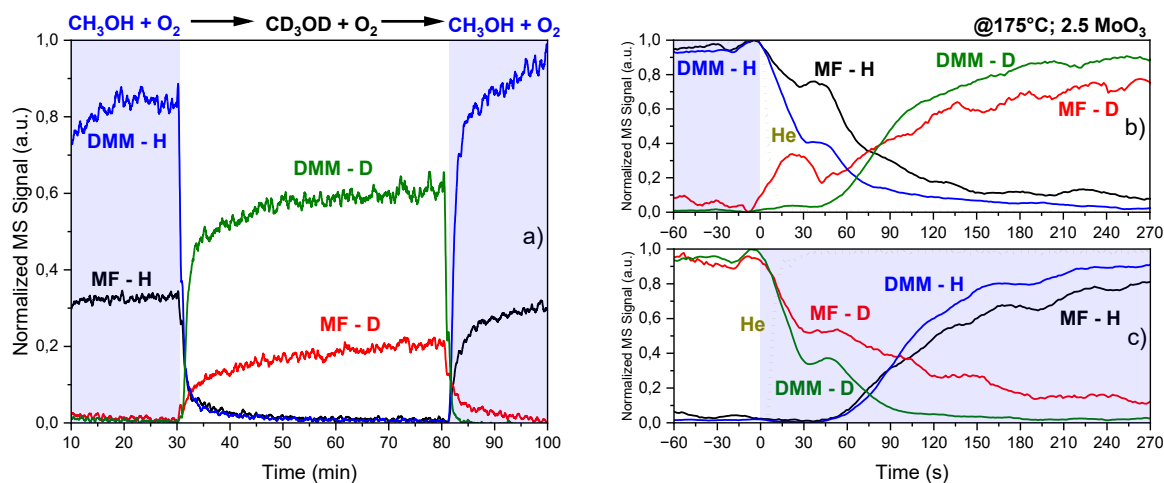 CH₃OH + O₂ → CD₃OD + O₂ → CH₃OH + O₂
Normalized MS Signal (a.u.)
1,0
0,8
0,6
0,4
0,2
0,0
DMM - H
MF - H
DMM - D
MF - D
a)
10 20 30 40 50 60 70 80 90 100
Time (min)
@175°C; 2.5 MoO₃
Normalized MS Signal (a.u.)
1,0
0,8
0,6
0,4
0,2
0,0
DMM - H
MF - H
DMM - D
MF - D
He
b)
−60 −30 0 30 60 90 120 150 180 210 240 270
Normalized MS Signal (a.u.)
1,0
0,8
0,6
0,4
0,2
0,0
DMM - H
MF - D
MF - H
He
DMM - D
c)
-60 -30 0 30 60 90 120 150 180 210 240 270
Time (s)